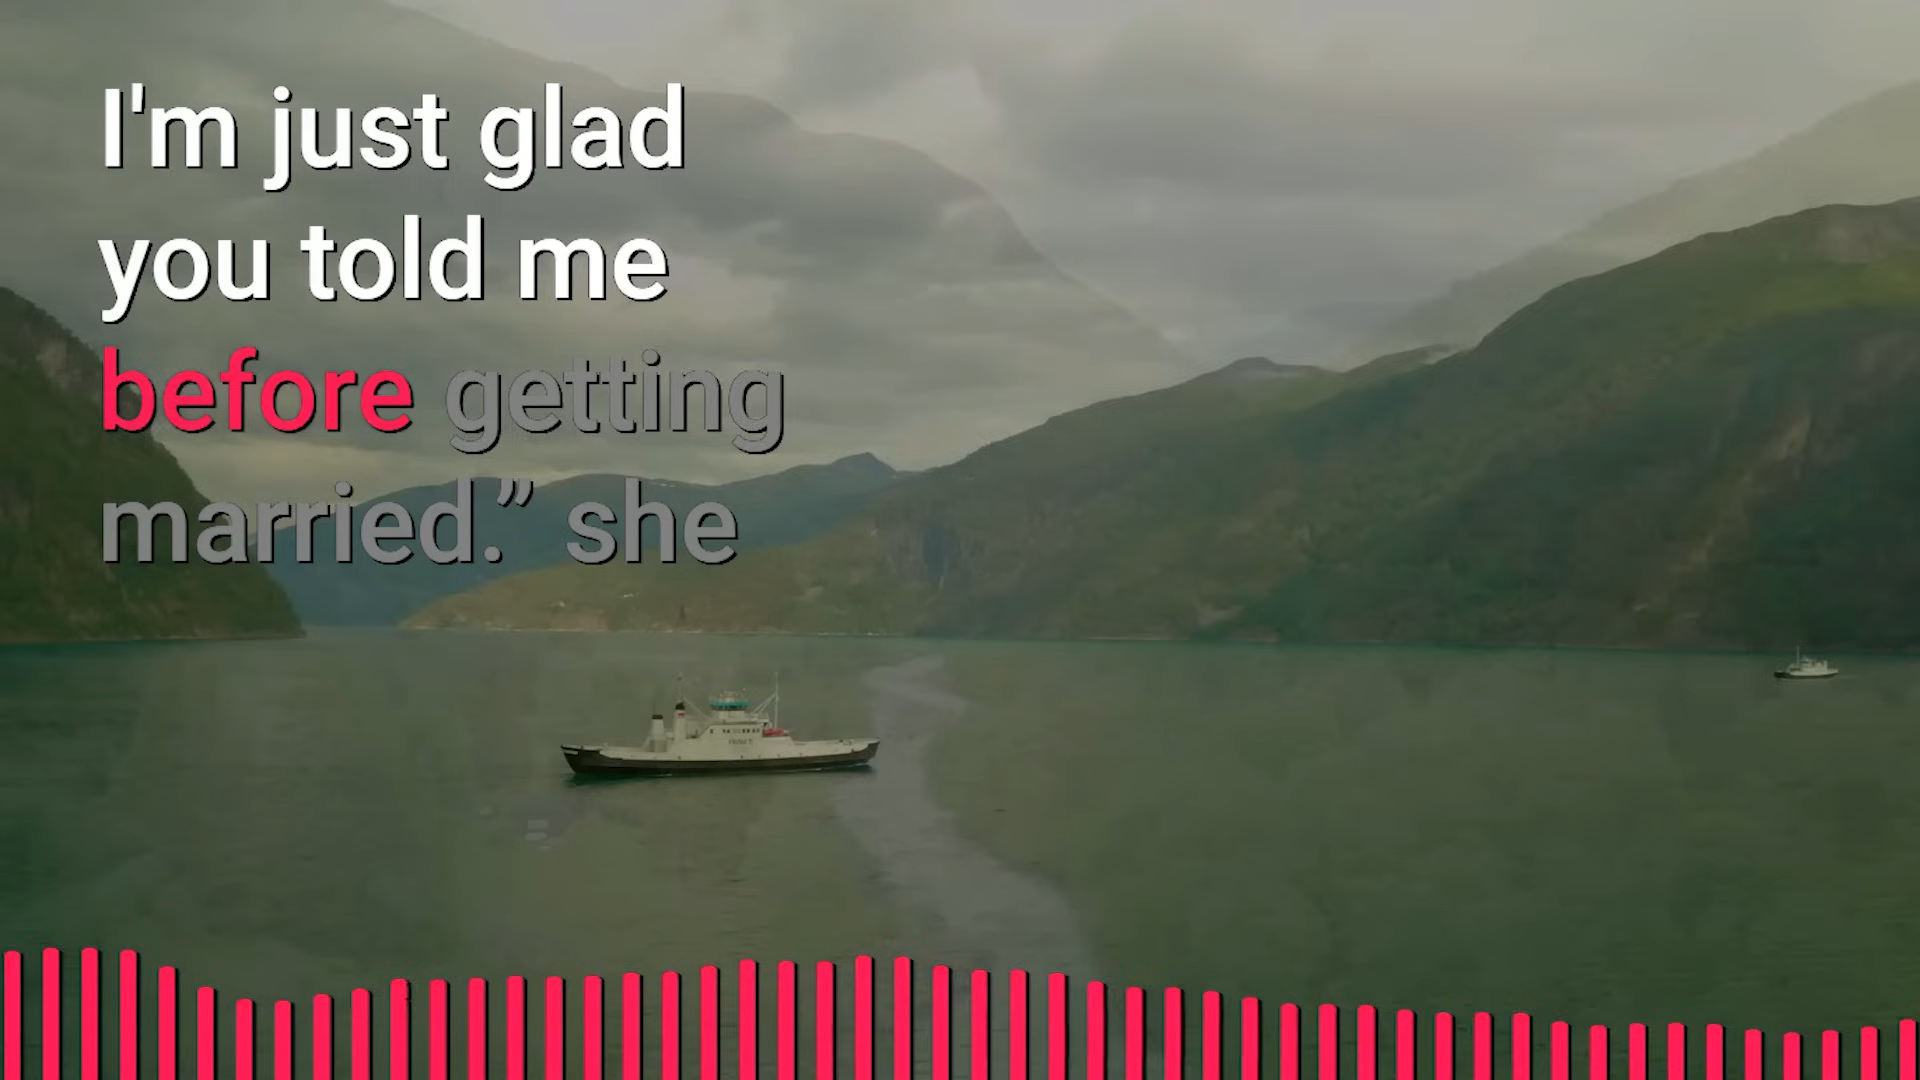 I'm just glad
you told me
before getting
married.” she